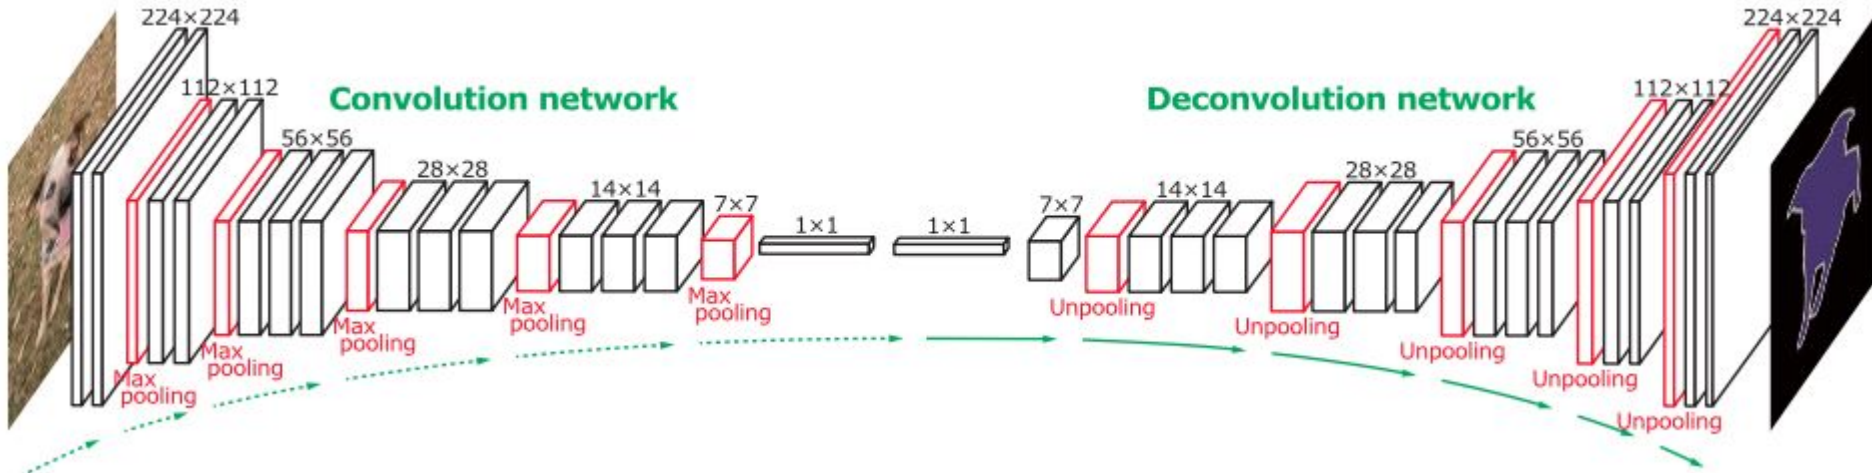 224×224
112×112
56×56
28×28
14×14
7×7
1×1
1×1
7×7
14×14
28×28
56×56
112×112
224×224
Convolution network
Deconvolution network
Max
pooling
Max
pooling
Max
pooling
Max
pooling
Max
pooling
Unpooling
Unpooling
Unpooling
Unpooling
Unpooling